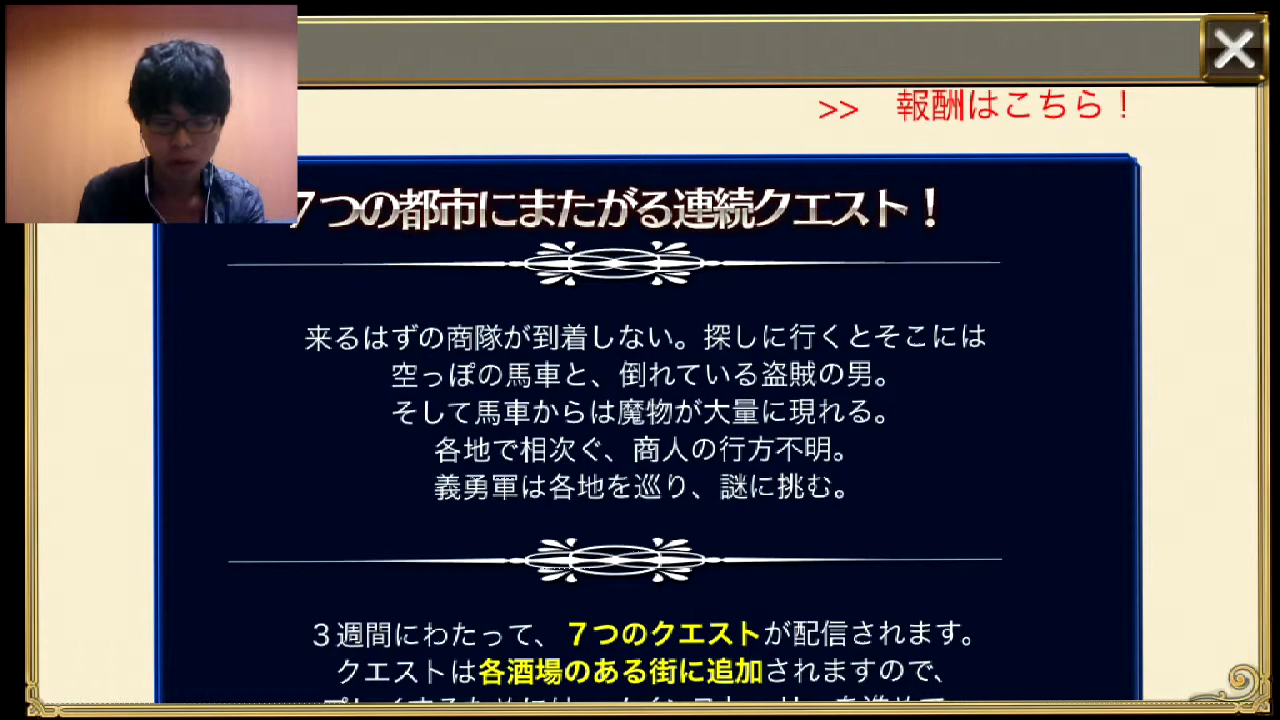 >> 報酬はこちら！
７つの都市にまたがる連続クエスト！
来るはずの商隊が到着しない。探しに行くとそこには
空っぽの馬車と、倒れている盗賊の男。
そして馬車からは魔物が大量に現れる。
各地で相次ぐ、商人の行方不明。
義勇軍は各地を巡り、謎に挑む。
３週間にわたって、７つのクエストが配信されます。
クエストは各酒場のある街に追加されますので、